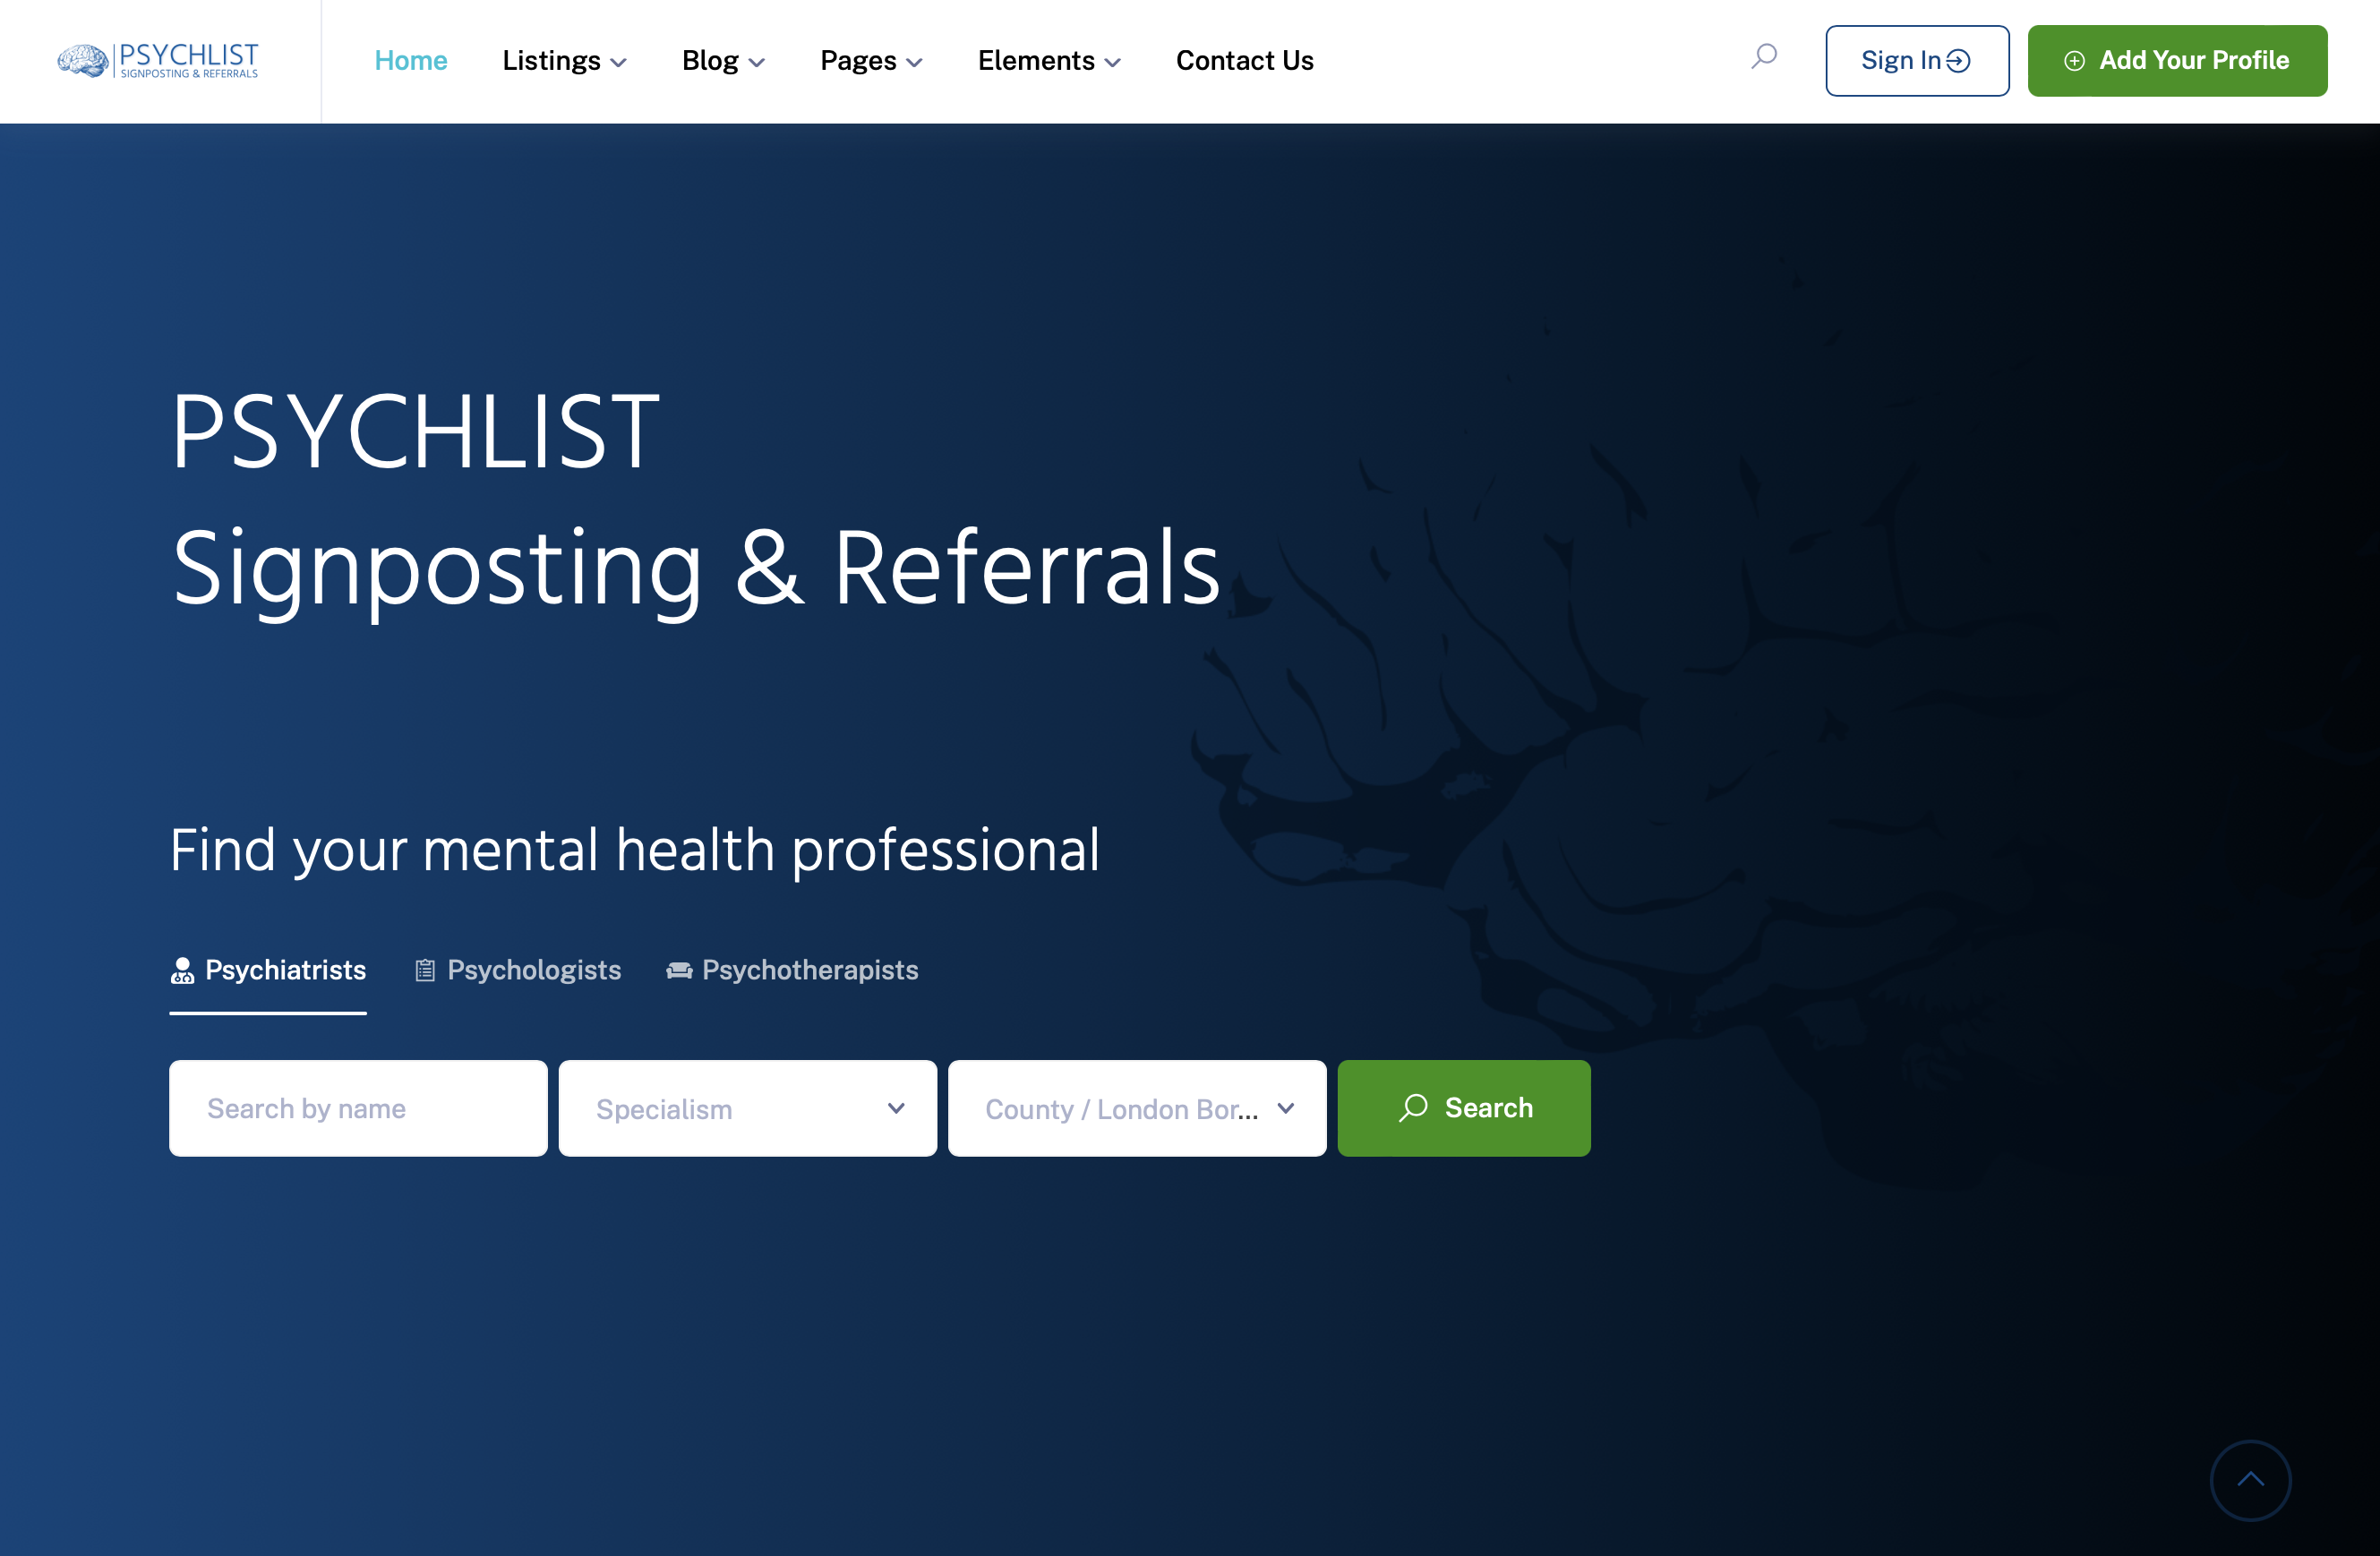 PSYCHLIST
SIGNPOSTING & REFERRALS
Home
Listings
Blog
Pages
Elements
Contact Us
Sign In
Add Your Profile
PSYCHLIST
Signposting & Referrals
Find your mental health professional
Psychiatrists
Psychologists
Psychotherapists
Search by name
Specialism
County / London Bor...
Search